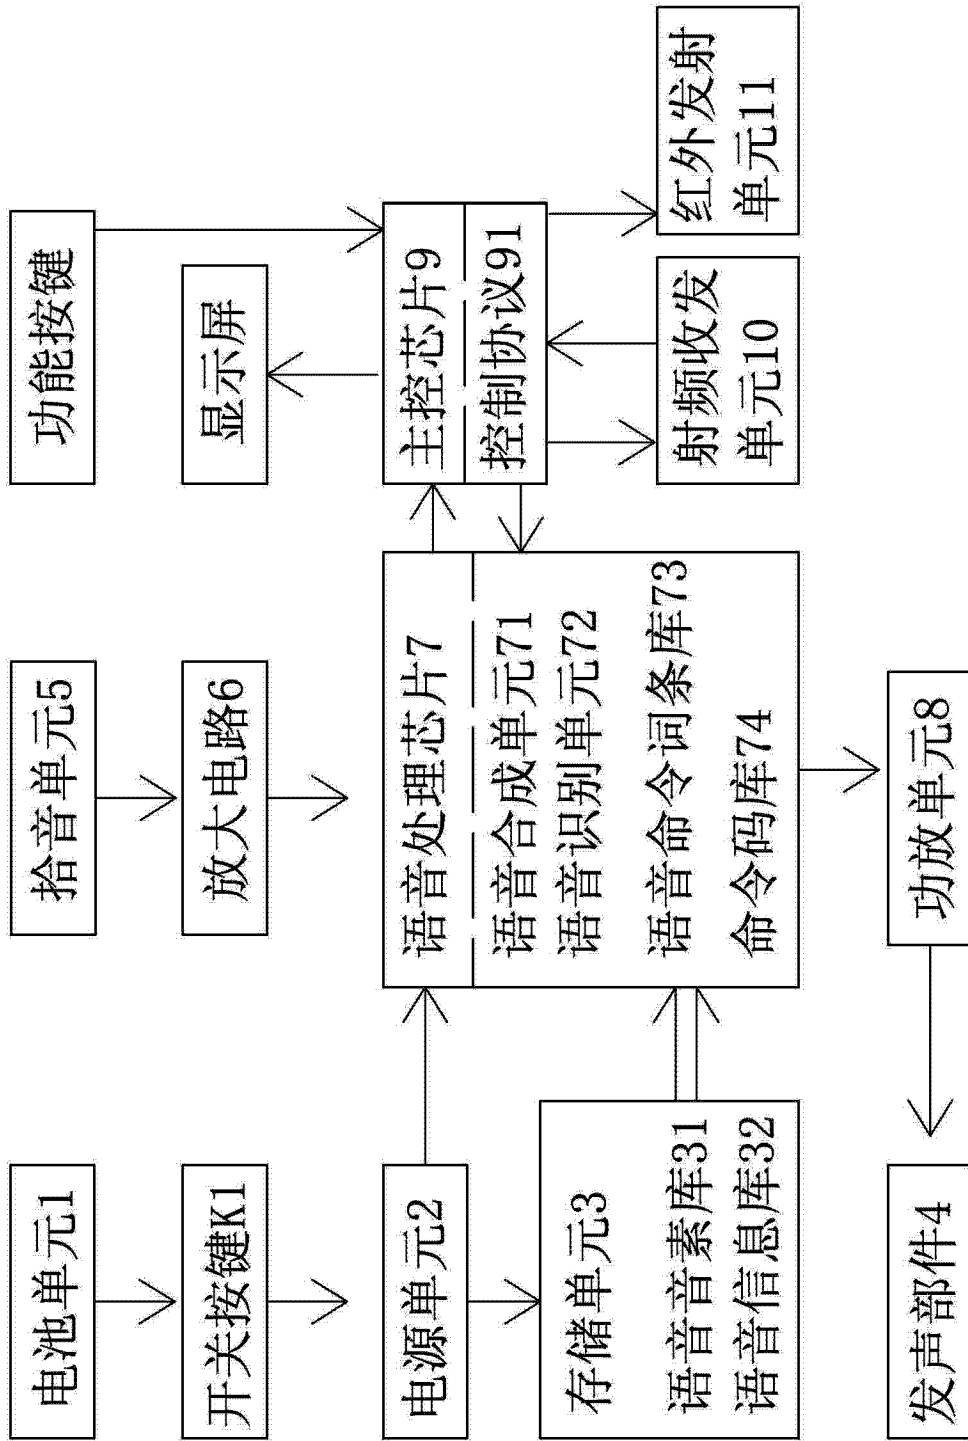 电池单元1
开关按键K1
电源单元2
存储单元3
语音音素库31
语音信息库32
发声部件4
拾音单元5
放大电路6
语音处理芯片7
语音合成单元71
语音识别单元72
语音命令词条库73
命令码库74
功放单元8
功能按键
显示屏
主控芯片9
控制协议91
射频收发
单元10
红外发射
单元11